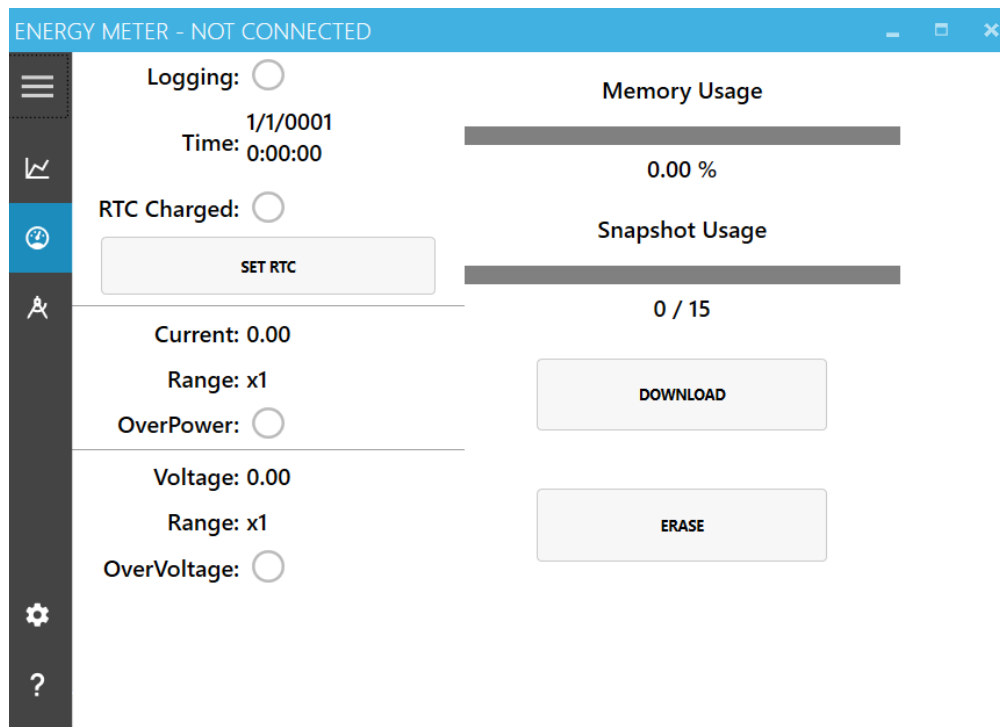 ENERGY METER - NOT CONNECTED
Logging:
Time: 1/1/0001
0:00:00
RTC Charged:
SET RTC
Current: 0.00
Range: x1
OverPower:
Voltage: 0.00
Range: x1
OverVoltage:
Memory Usage
0.00 %
Snapshot Usage
0 / 15
DOWNLOAD
ERASE
?